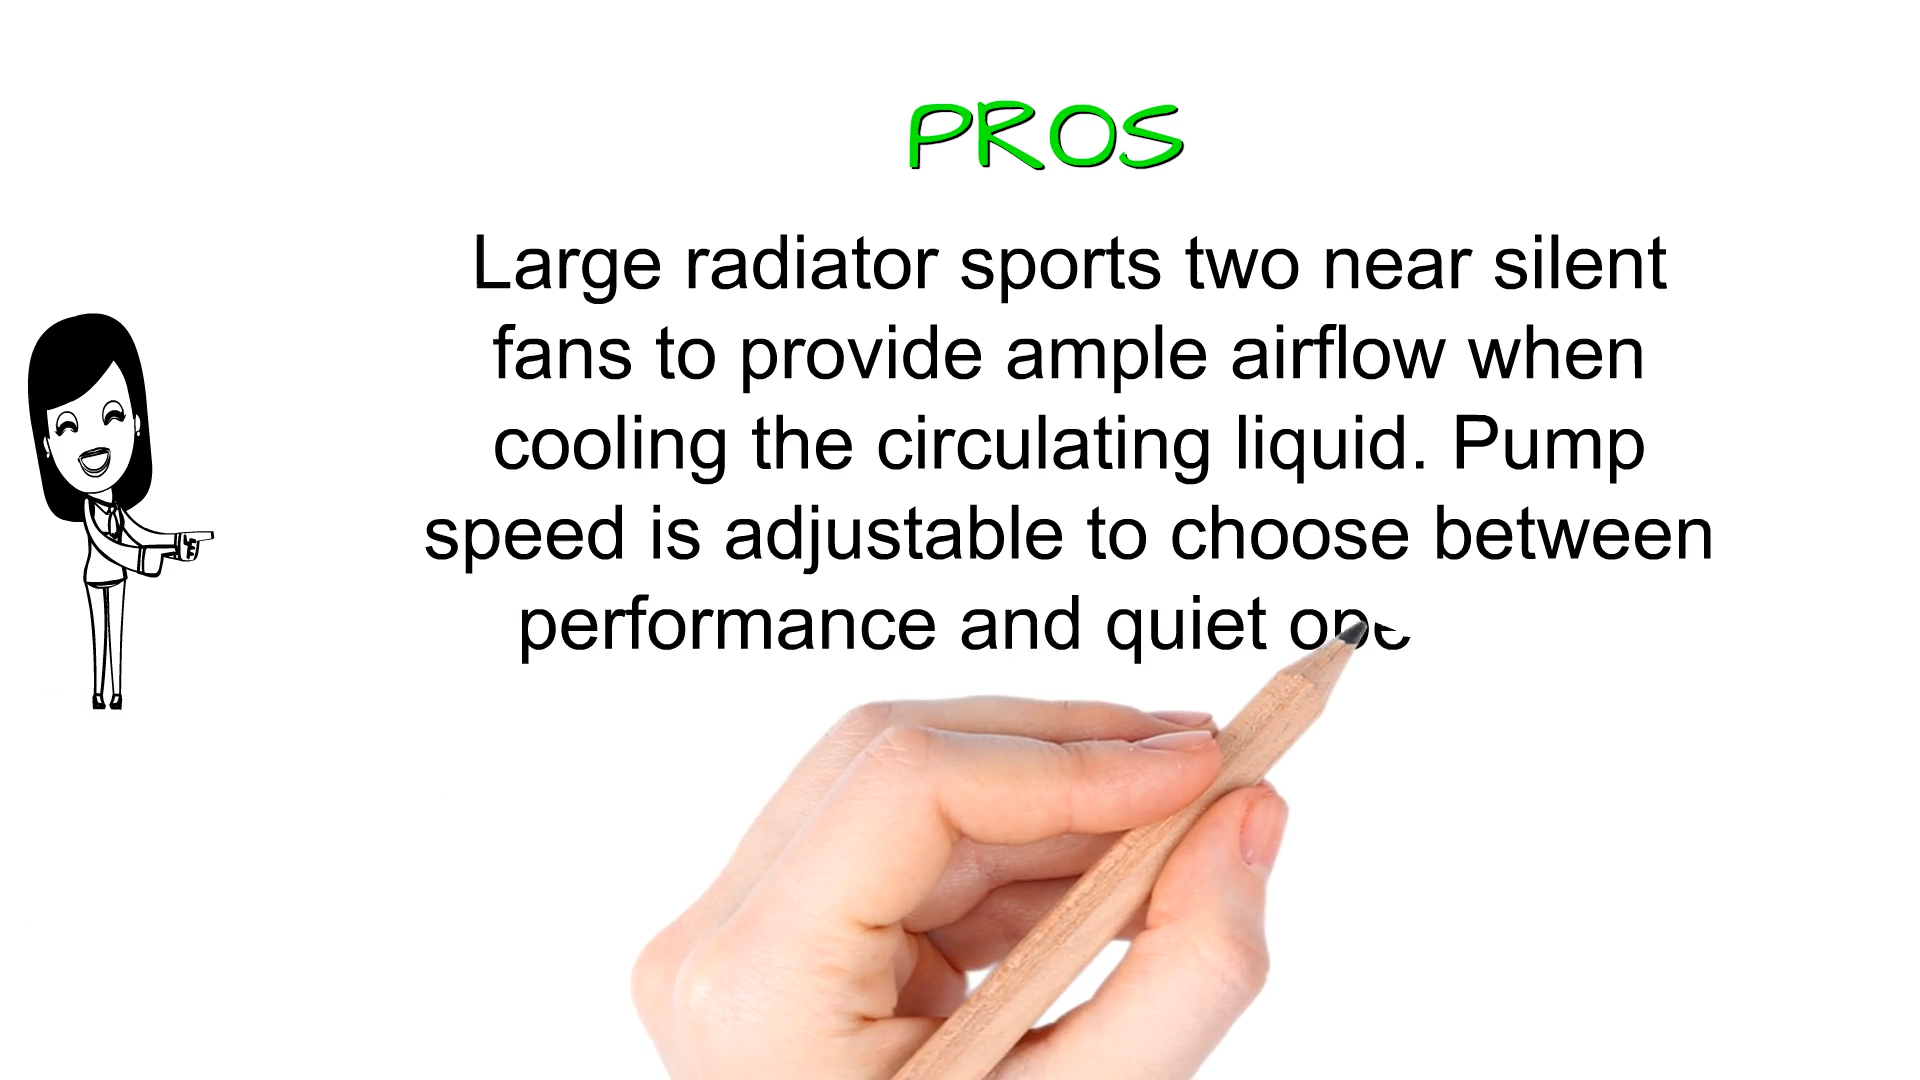 PROS
Large radiator sports two near silent
fans to provide ample airflow when
cooling the circulating liquid. Pump
speed is adjustable to choose between
performance and quiet